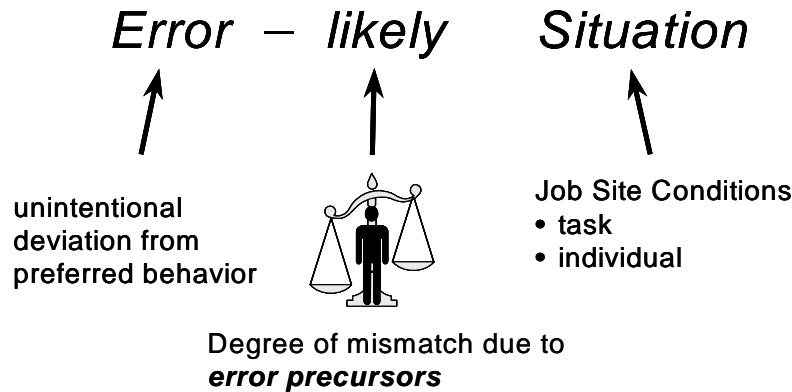 Error – likely Situation
unintentional
deviation from
preferred behavior
Job Site Conditions
• task
• individual
Degree of mismatch due to
error precursors